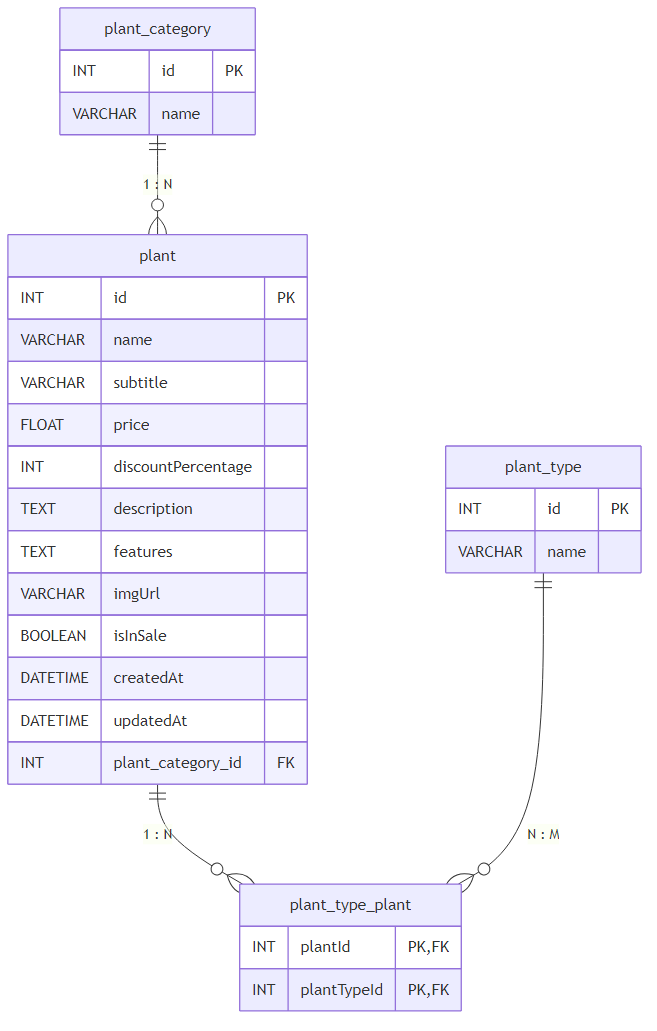 plant_category
INT id PK
VARCHAR name
1 : N
plant
INT id PK
VARCHAR name
VARCHAR subtitle
FLOAT price
INT discountPercentage
TEXT description
TEXT features
VARCHAR imgUrl
BOOLEAN isInSale
DATETIME createdAt
DATETIME updatedAt
INT plant_category_id FK
plant_type
INT id PK
VARCHAR name
1 : N
N : M
plant_type_plant
INT plantId PK,FK
INT plantTypeId PK,FK